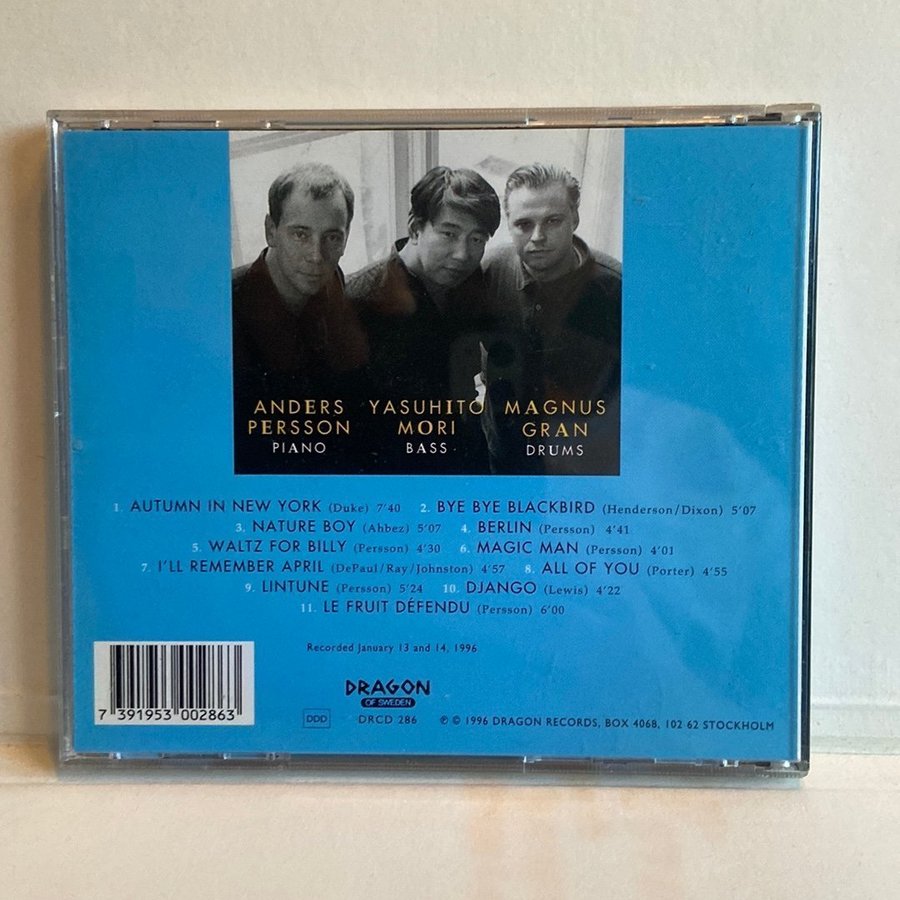 ANDERS YASUHITO MAGNUS
PERSSON MORI GRAN
PIANO BASS DRUMS
1. AUTUMN IN NEW YORK (Duke) 7'40 2. BYE BYE BLACKBIRD (Henderson/Dixon) 5'07
3. NATURE BOY (Ahbez) 5'07 4. BERLIN (Persson) 4'41
5. WALTZ FOR BILLY (Persson) 4'30 6. MAGIC MAN (Persson) 4'01
7. I'LL REMEMBER APRIL (DePaul/Ray/Johnston) 4'57 8. ALL OF YOU (Porter) 4'55
9. LINTUNE (Persson) 5'24 10. DJANGO (Lewis) 4'22
11. LE FRUIT DÉFENDU (Persson) 6'00
Recorded January 13 and 14, 1996
DRAGON
OF SWEDEN
7 391953 002863
DDD DRCD 286 ℗ © 1996 DRAGON RECORDS, BOX 4068, 102 62 STOCKHOLM